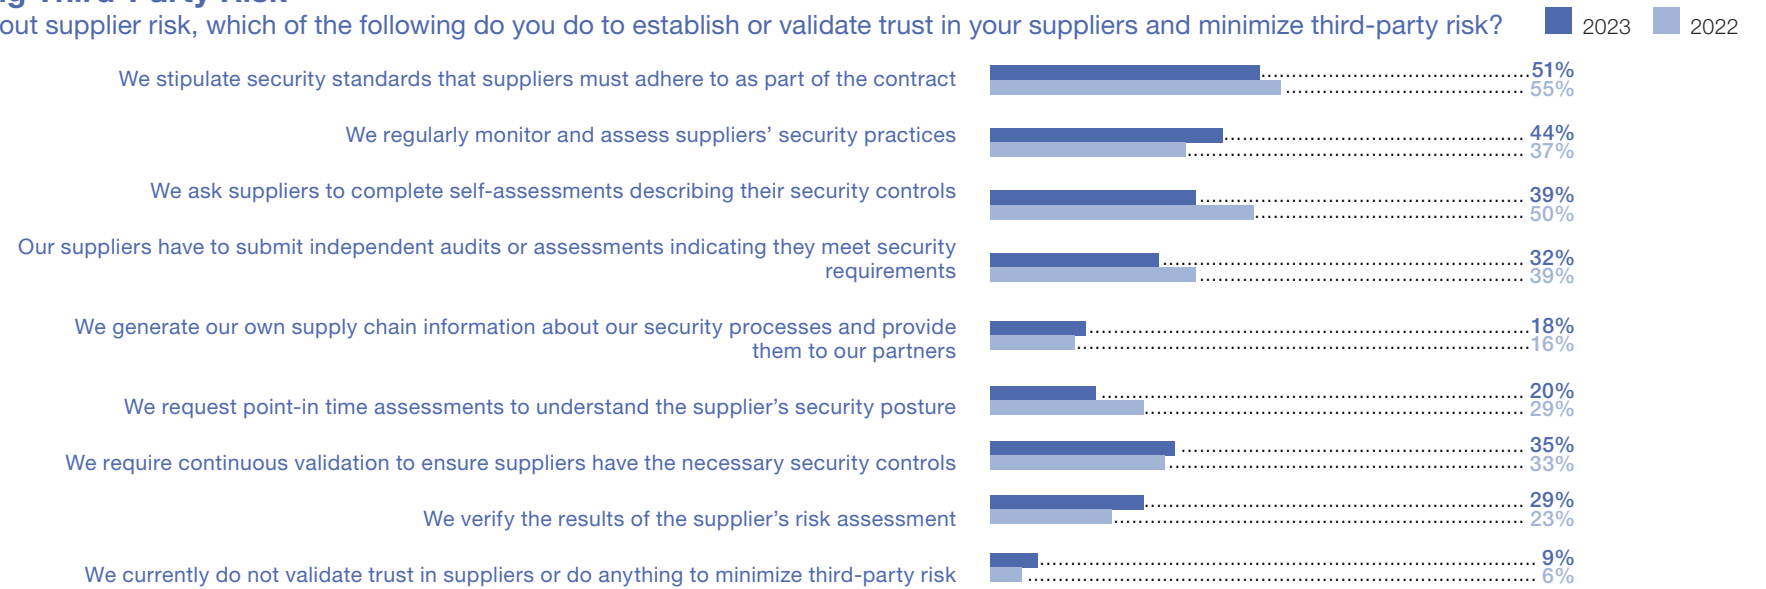 Third-Party Risk
out supplier risk, which of the following do you do to establish or validate trust in your suppliers and minimize third-party risk? 2023 2022
We stipulate security standards that suppliers must adhere to as part of the contract 51%
55%
We regularly monitor and assess suppliers’ security practices 44%
37%
We ask suppliers to complete self-assessments describing their security controls 39%
50%
Our suppliers have to submit independent audits or assessments indicating they meet security
requirements 32%
39%
We generate our own supply chain information about our security processes and provide
them to our partners 18%
16%
We request point-in time assessments to understand the supplier’s security posture 20%
29%
We require continuous validation to ensure suppliers have the necessary security controls 35%
33%
We verify the results of the supplier’s risk assessment 29%
23%
We currently do not validate trust in suppliers or do anything to minimize third-party risk 9%
6%